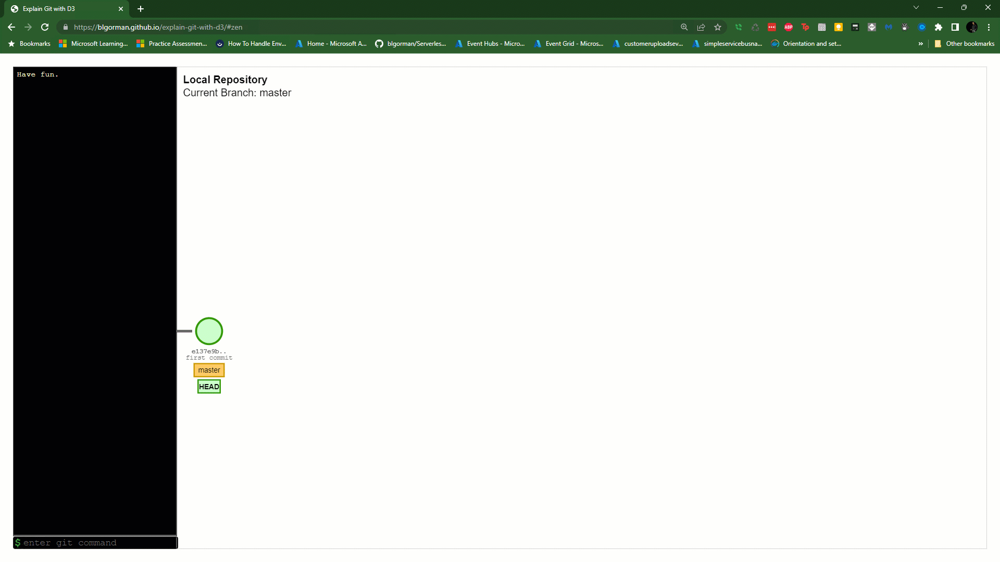 Explain Git with D3
https://blgorman.github.io/explain-git-with-d3/#zen
ABP
Tp
Bookmarks
Microsoft Learning...
Practice Assessmen...
How To Handle Env...
Home - Microsoft A...
blgorman/Serverles...
Event Hubs - Micro...
Event Grid - Micros...
customeruploadsev...
simpleservicebusna...
Orientation and set...
»
Other bookmarks
Have fun.
Local Repository
Current Branch: master
e137e9b..
first commit
master
HEAD
$ enter git command